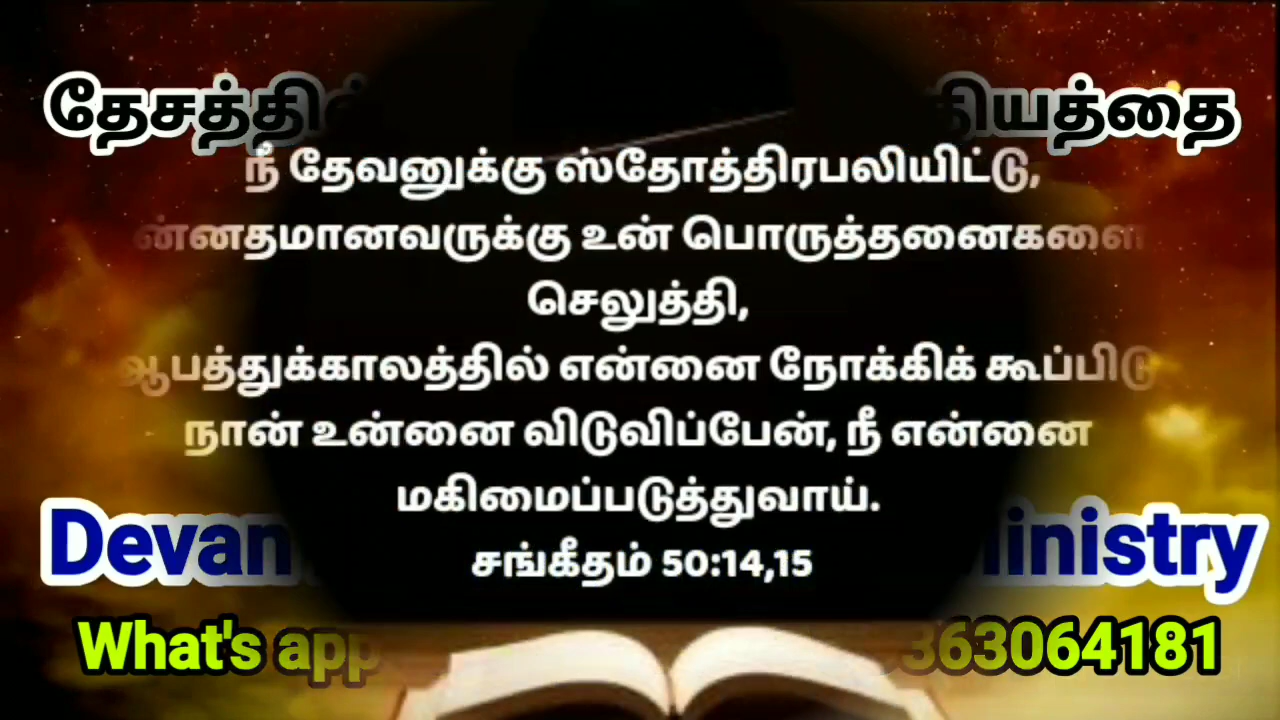 தேசத்தின் தியத்தை
நீ தேவனுக்கு ஸ்தோத்திரபலியிட்டு,
ன்னதமானவருக்கு உன் பொருத்தனைகளை
செலுத்தி,
ஆபத்துக்காலத்தில் என்னை நோக்கிக் கூப்பிடு
நான் உன்னை விடுவிப்பேன், நீ என்னை
மகிமைப்படுத்துவாய்.
சங்கீதம் 50:14,15
Devan inistry
What's app 363064181